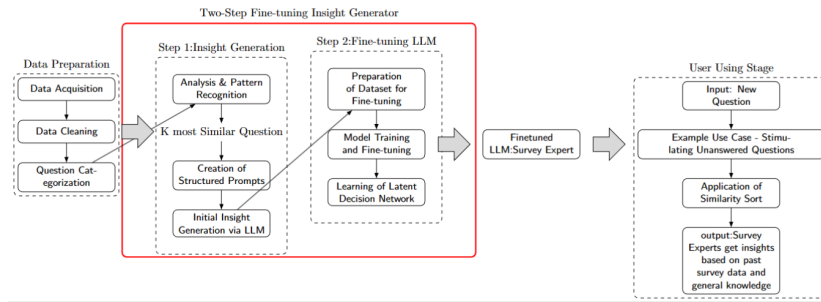 Two-Step Fine-tuning Insight Generator
Data Preparation
Data Acquisition
Data Cleaning
Question Cat-
egorization
Step 1:Insight Generation
Analysis & Pattern
Recognition
K most Similar Question
Creation of
Structured Prompts
Initial Insight
Generation via LLM
Step 2:Fine-tuning LLM
Preparation
of Dataset for
Fine-tuning
Model Training
and Fine-tuning
Learning of Latent
Decision Network
Finetuned
LLM:Survey Expert
User Using Stage
Input: New
Question
Example Use Case - Stimu-
lating Unanswered Questions
Application of
Similarity Sort
output:Survey
Experts get insights
based on past
survey data and
general knowledge